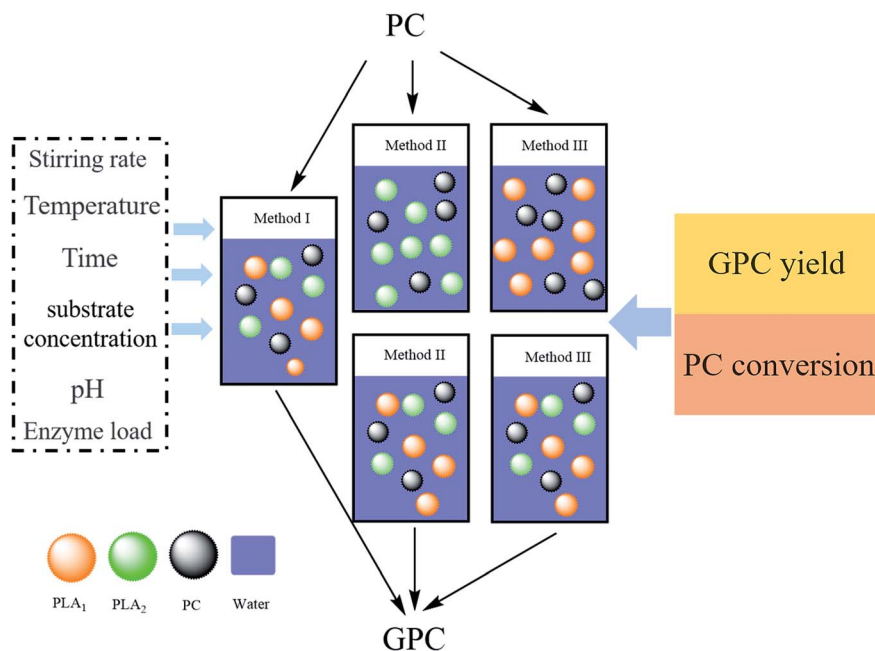 PC
Stirring rate
Temperature
Time
substrate
concentration
pH
Enzyme load
Method I
Method II
Method III
Method II
Method III
GPC yield
PC conversion
PLA₁
PLA₂
PC
Water
GPC